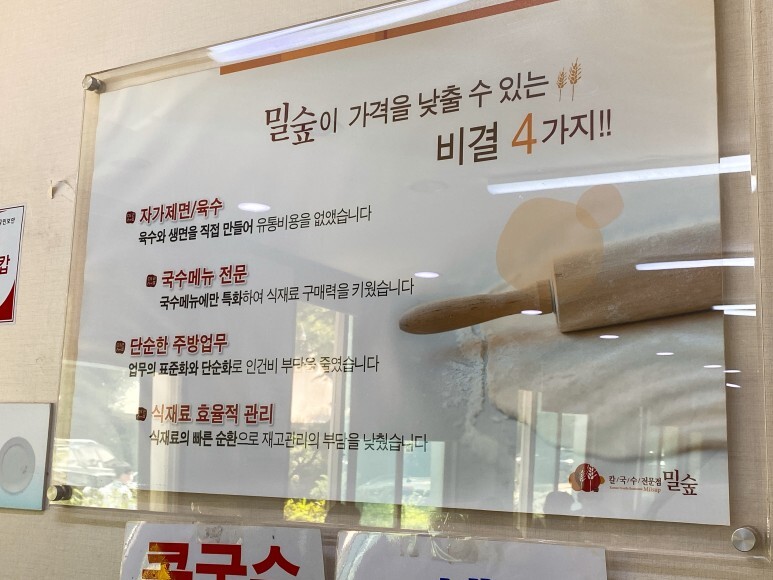 밀숲이 가격을 낮출 수 있는
비결 4가지!!
자가제면/육수
육수와 생면을 직접 만들어 유통비용을 없앴습니다
국수메뉴 전문
국수메뉴에만 특화하여 식재료 구매력을 키웠습니다
단순한 주방업무
업무의 표준화와 단순화로 인건비 부담을 줄였습니다
식재료 효율적 관리
식재료의 빠른 순환으로 재고관리의 부담을 낮췄습니다
칼/국/수/전문점 밀숲
콩국수